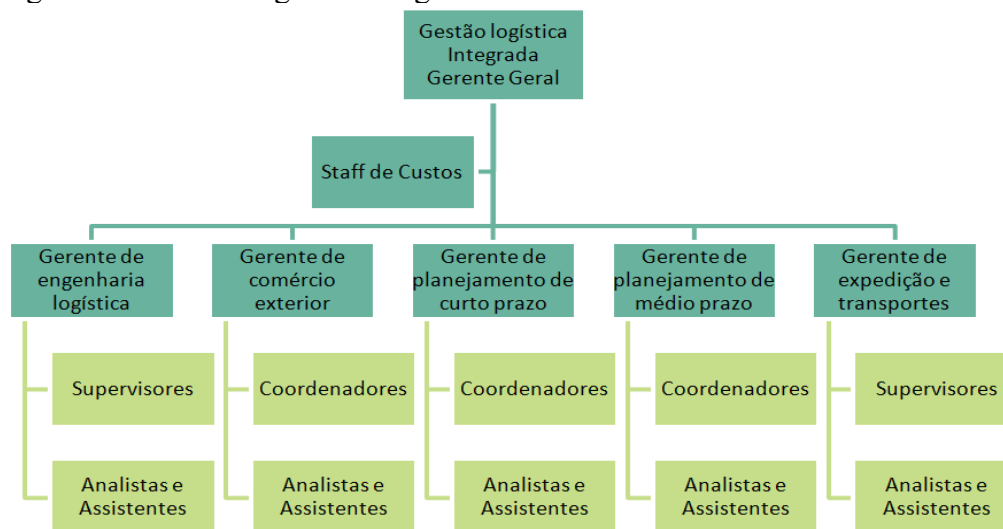 Gestão logística
Integrada
Gerente Geral
Staff de Custos
Gerente de
engenharia
logística
Gerente de
comércio
exterior
Gerente de
planejamento de
curto prazo
Gerente de
planejamento de
médio prazo
Gerente de
expedição e
transportes
Supervisores
Coordenadores
Coordenadores
Coordenadores
Supervisores
Analistas e
Assistentes
Analistas e
Assistentes
Analistas e
Assistentes
Analistas e
Assistentes
Analistas e
Assistentes